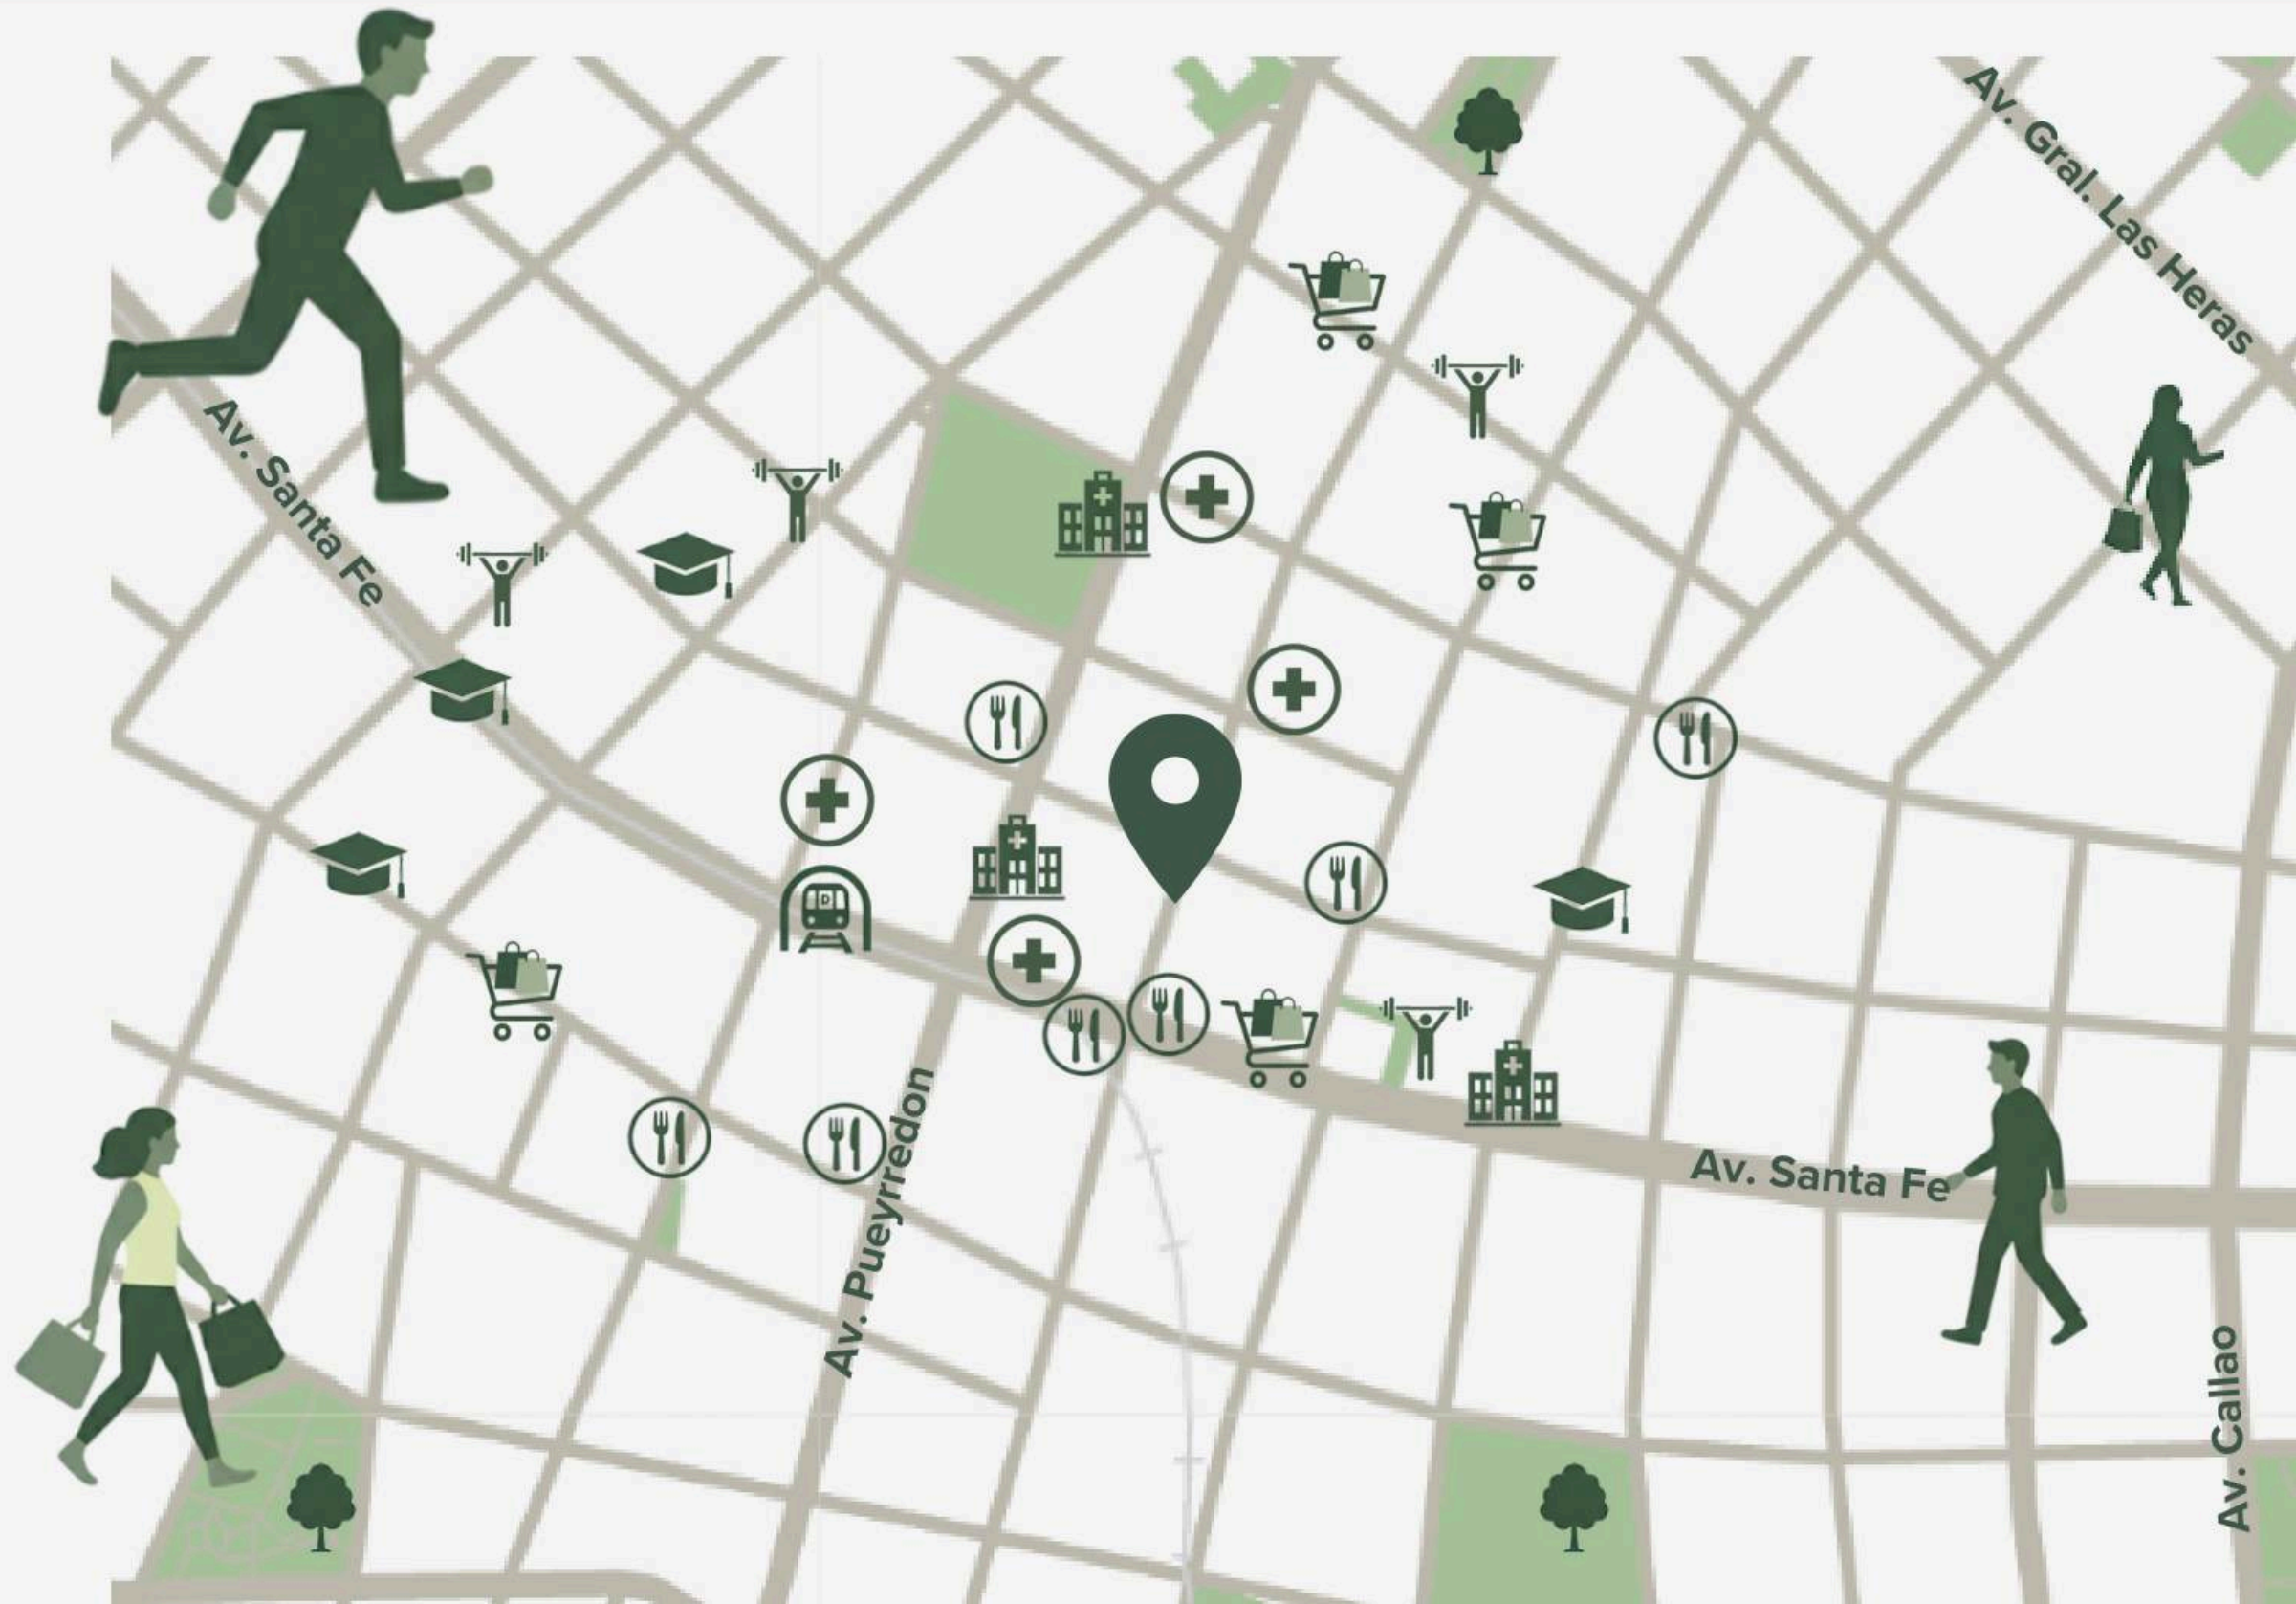 Av. Gral. Las Heras
Av. Santa Fe
D
Av. Pueyrredon
Av. Santa Fe
Av. Callao